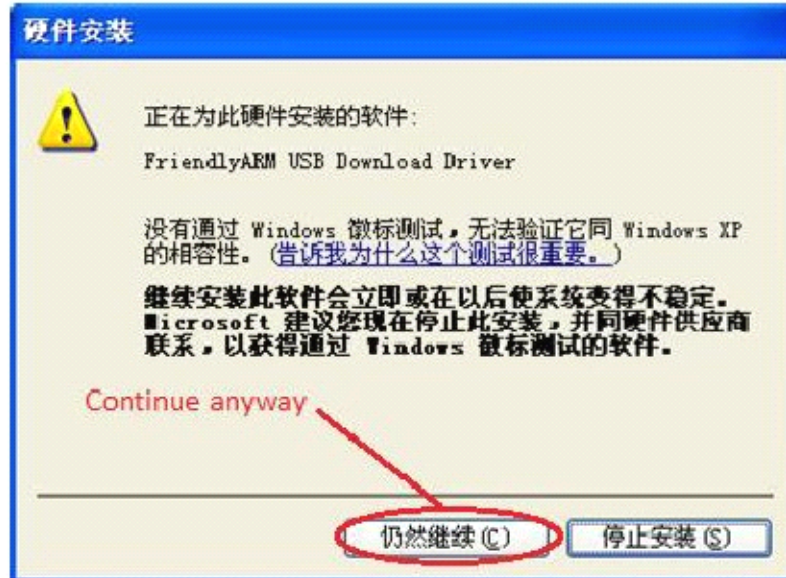 硬件安装
正在为此硬件安装的软件:
FriendlyARM USB Download Driver
没有通过 Windows 徽标测试，无法验证它同 Windows XP
的相容性。(告诉我为什么这个测试很重要。)
继续安装此软件会立即或在以后使系统变得不稳定。
Microsoft 建议您现在停止此安装，并同硬件供应商
联系，以获得通过 Windows 徽标测试的软件。
Continue anyway
仍然继续(C) 停止安装(S)